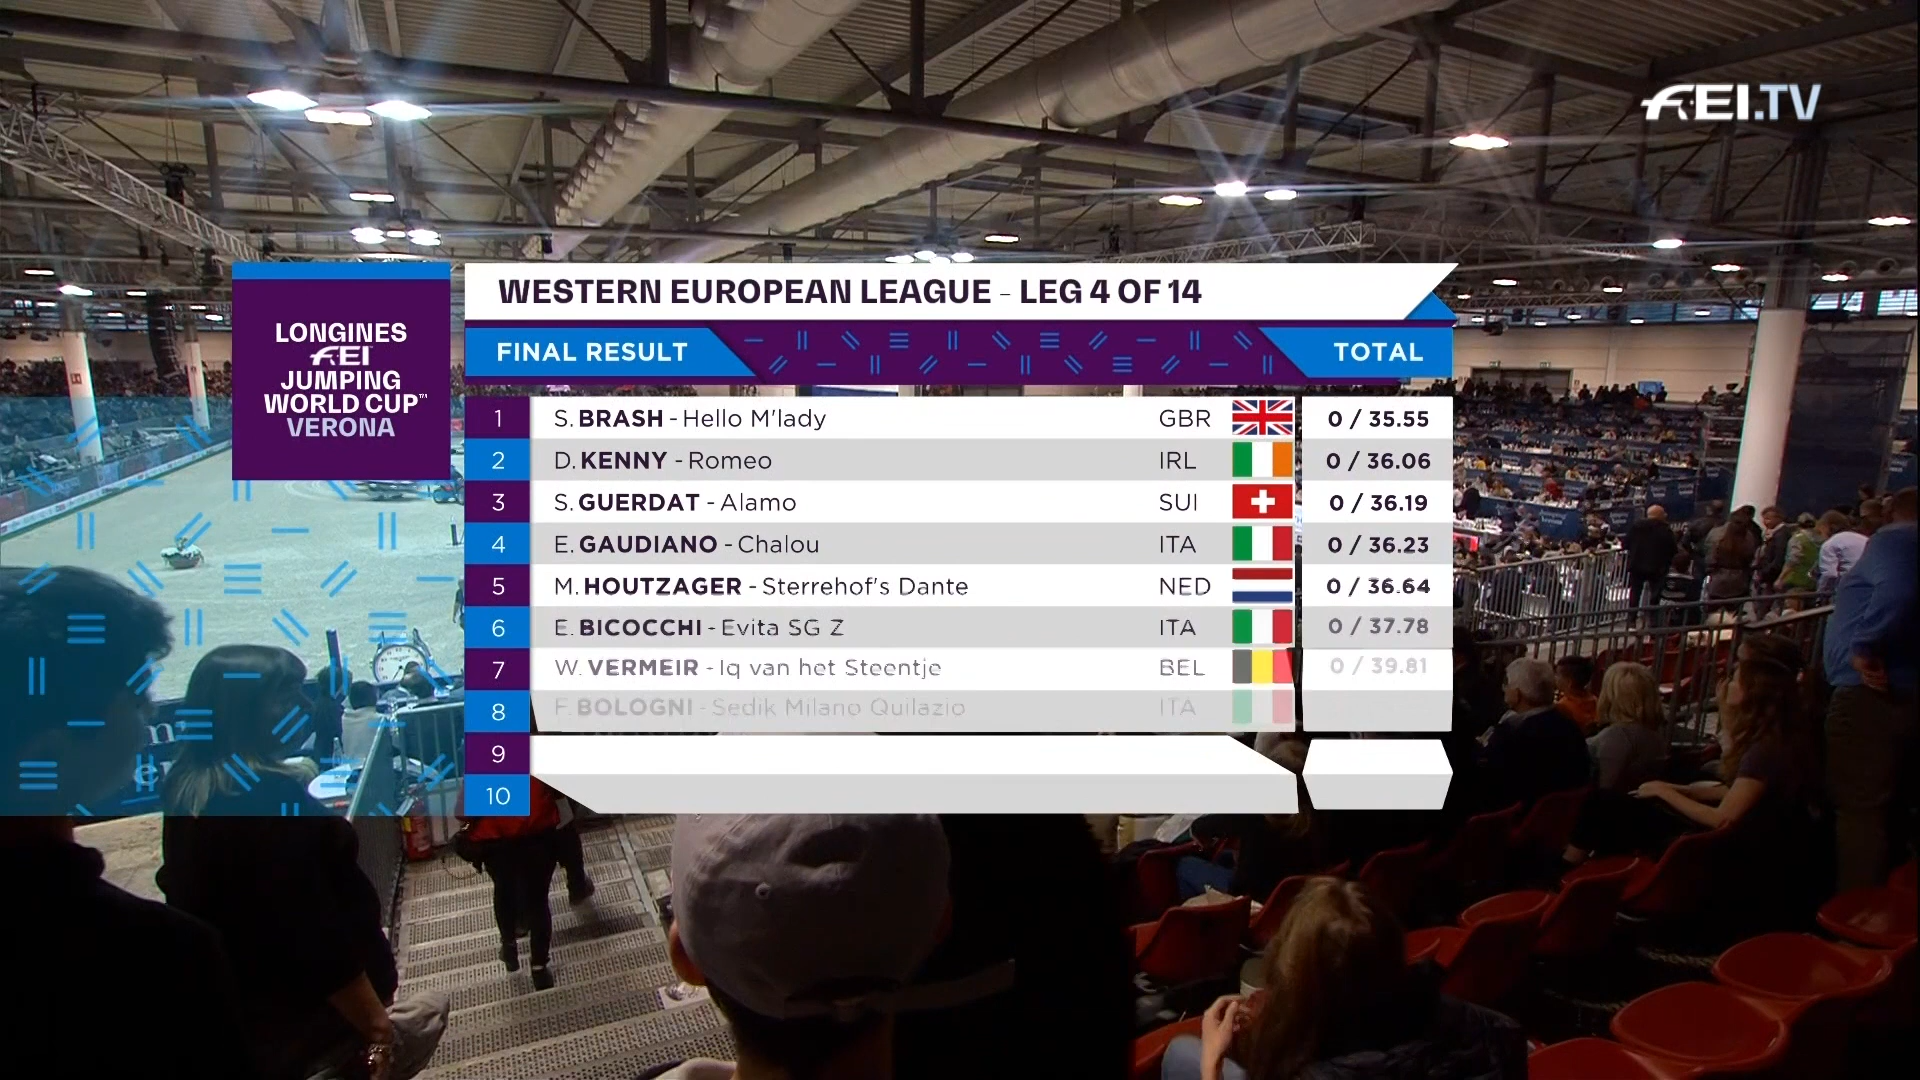 FEI.TV
WESTERN EUROPEAN LEAGUE - LEG 4 OF 14
LONGINES
FEI
JUMPING
WORLD CUP™
VERONA
FINAL RESULT TOTAL
1 S. BRASH - Hello M'lady GBR 0 / 35.55
2 D. KENNY - Romeo IRL 0 / 36.06
3 S. GUERDAT - Alamo SUI 0 / 36.19
4 E. GAUDIANO - Chalou ITA 0 / 36.23
5 M. HOUTZAGER - Sterrehof's Dante NED 0 / 36.64
6 E. BICOCCHI - Evita SG Z ITA 0 / 37.78
7 W. VERMEIR - Iq van het Steentje BEL 0 / 39.81
8 F. BOLOGNI - Sedik Milano Quilazio ITA
9
10